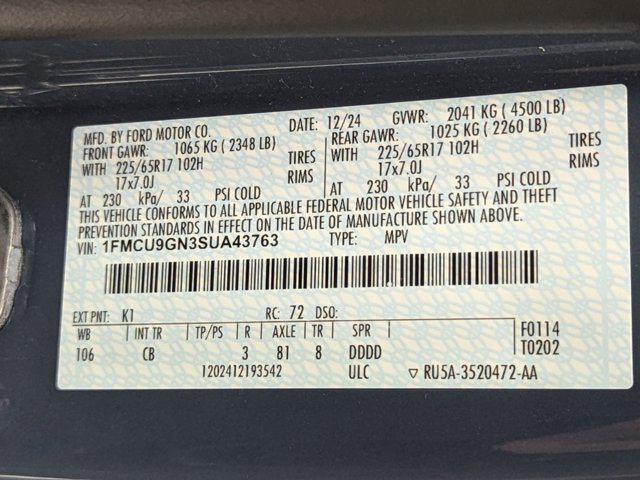 MFD. BY FORD MOTOR CO. DATE: 12/24 GVWR: 2041 KG ( 4500 LB)
FRONT GAWR: 1065 KG ( 2348 LB) REAR GAWR: 1025 KG ( 2260 LB)
WITH 225/65R17 102H TIRES WITH 225/65R17 102H TIRES
17x7.0J RIMS 17x7.0J RIMS
AT 230 kPa/ 33 PSI COLD AT 230 kPa/ 33 PSI COLD
THIS VEHICLE CONFORMS TO ALL APPLICABLE FEDERAL MOTOR VEHICLE SAFETY AND THEFT
PREVENTION STANDARDS IN EFFECT ON THE DATE OF MANUFACTURE SHOWN ABOVE.
VIN: 1FMCU9GN3SUA43763 TYPE: MPV
EXT PNT: K1 RC: 72 DSO:
WB INT TR TP/PS R AXLE TR SPR F0114
106 CB 3 81 8 DDDD T0202
1202412193542 ULC ▽ RU5A-3520472-AA